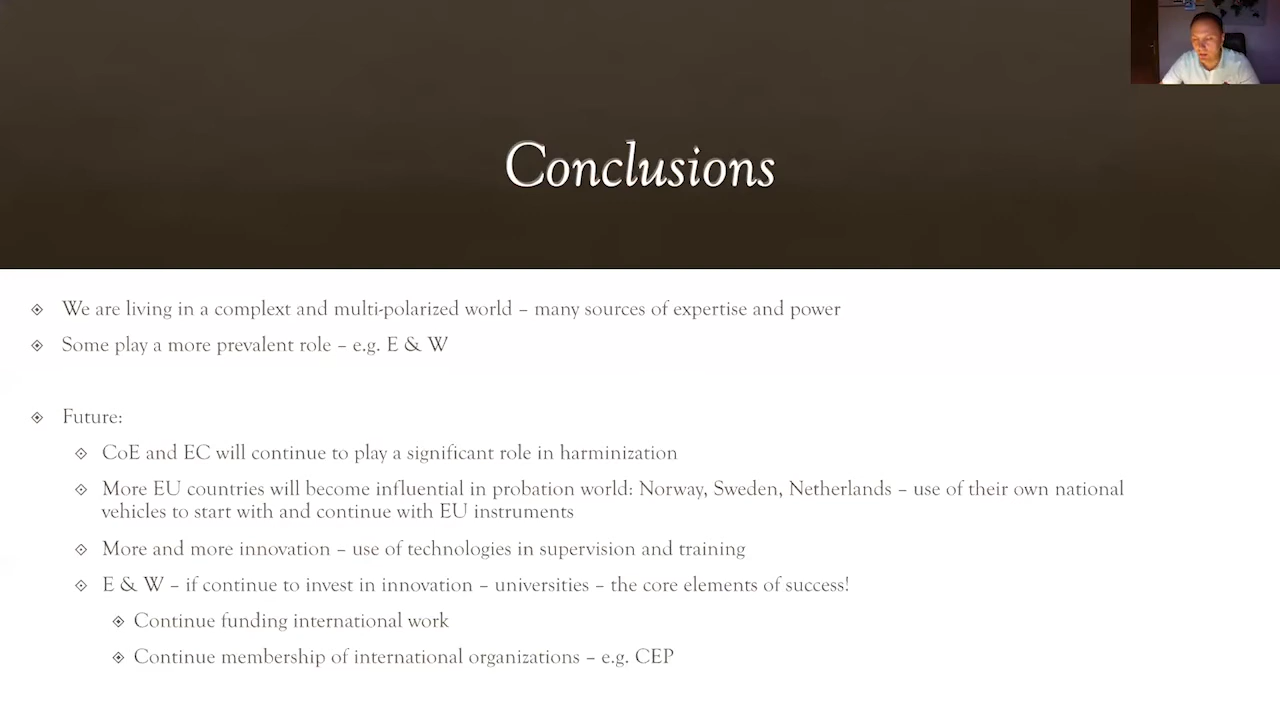 Conclusions
We are living in a complext and multi-polarized world – many sources of expertise and power
Some play a more prevalent role – e.g. E & W
Future:
CoE and EC will continue to play a significant role in harminization
More EU countries will become influential in probation world: Norway, Sweden, Netherlands – use of their own national
vehicles to start with and continue with EU instruments
More and more innovation – use of technologies in supervision and training
E & W – if continue to invest in innovation – universities – the core elements of success!
Continue funding international work
Continue membership of international organizations – e.g. CEP